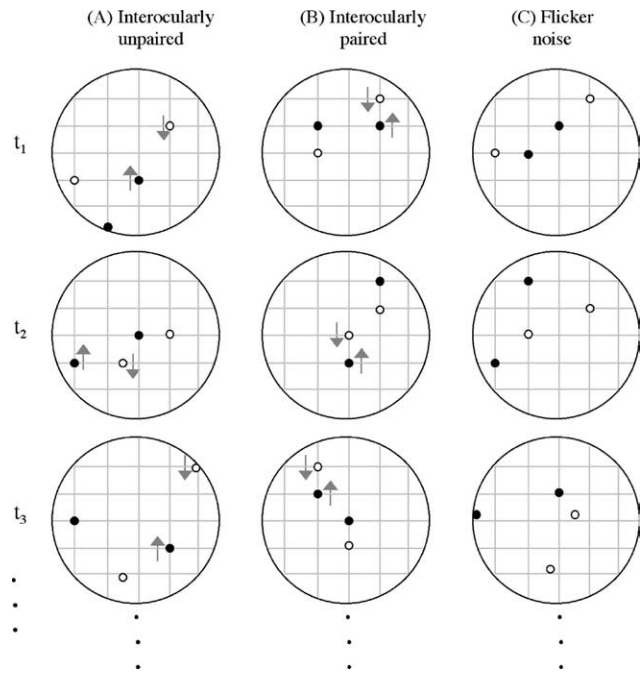 (A) Interocularly
unpaired
(B) Interocularly
paired
(C) Flicker
noise
t1
t2
t3